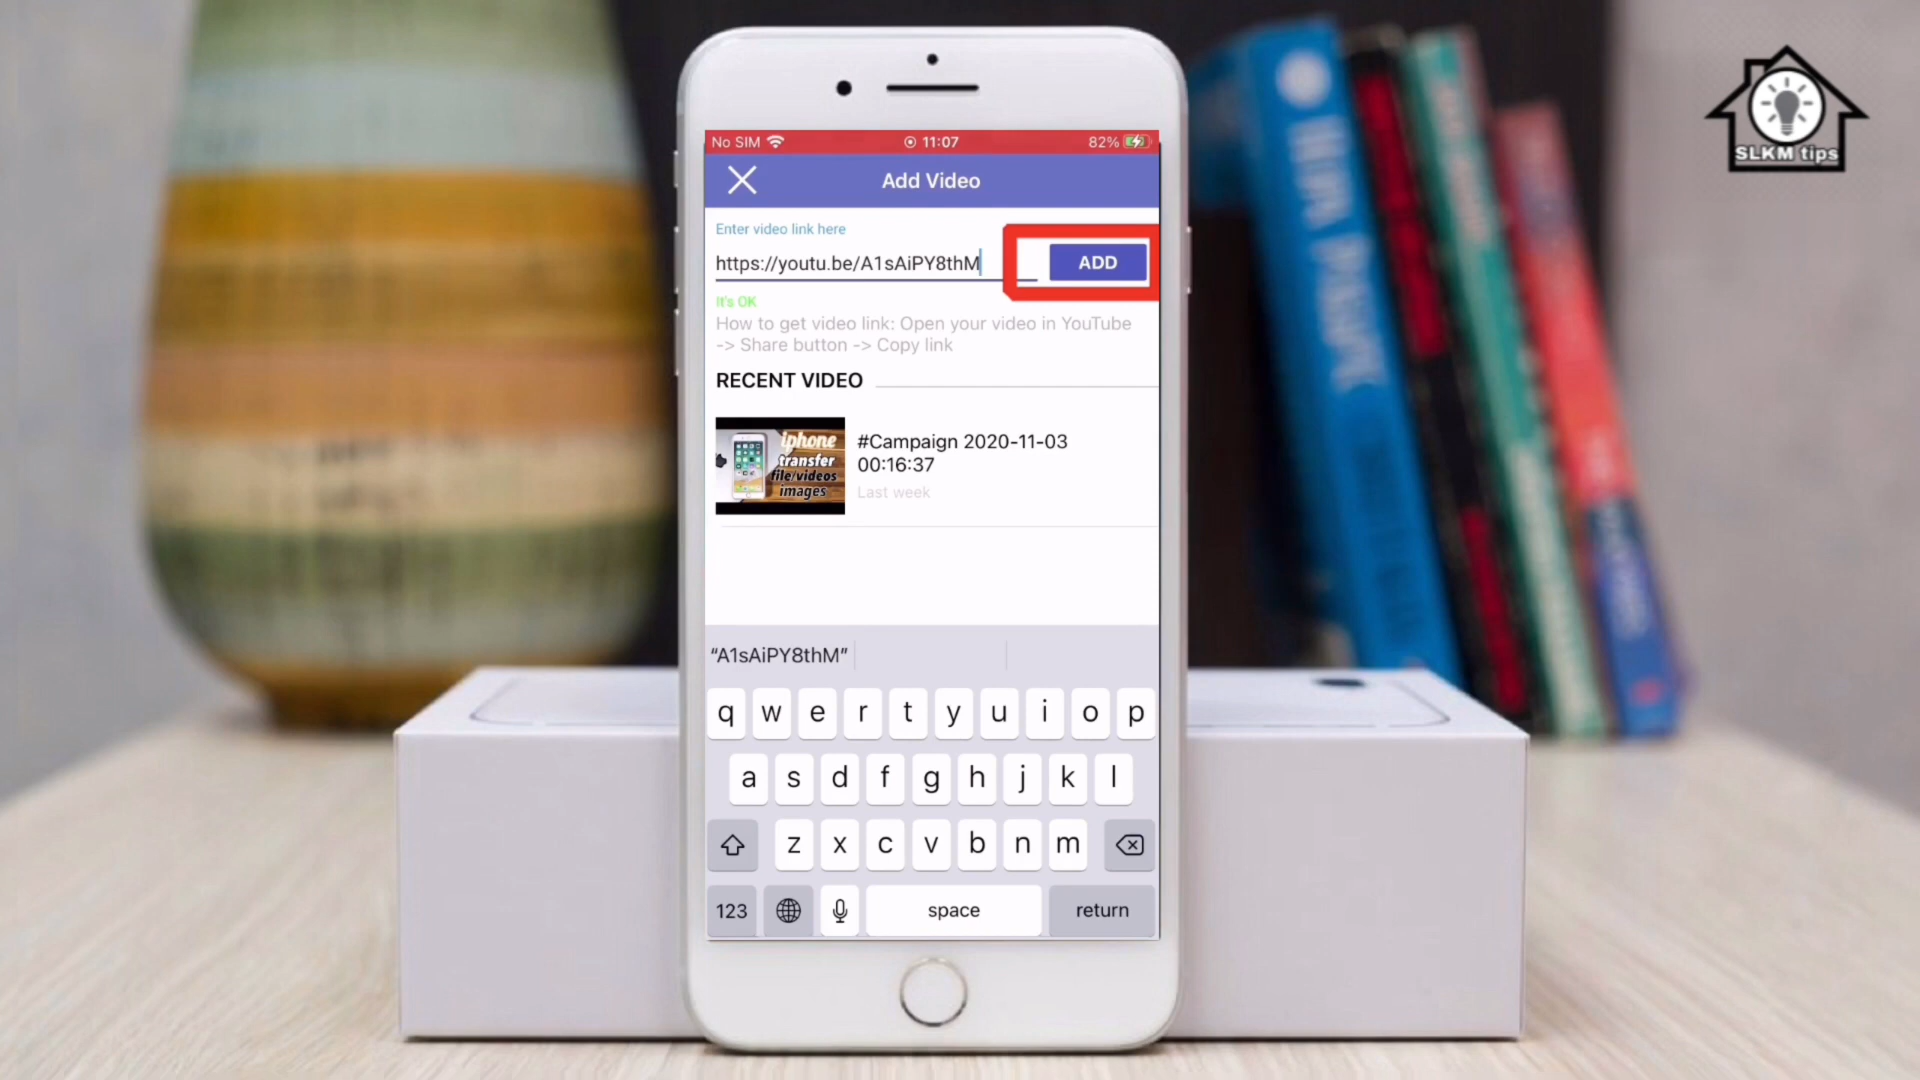 SLKM tips
No SIM
11:07
82%
Add Video
Enter video link here
https://youtu.be/A1sAiPY8thM
ADD
It's OK
How to get video link: Open your video in YouTube
-> Share button -> Copy link
RECENT VIDEO
iphone
transfer
file/videos
images
#Campaign 2020-11-03
00:16:37
Last week
“A1sAiPY8thM”
q w e r t y u i o p
a s d f g h j k l
z x c v b n m
123
space
return